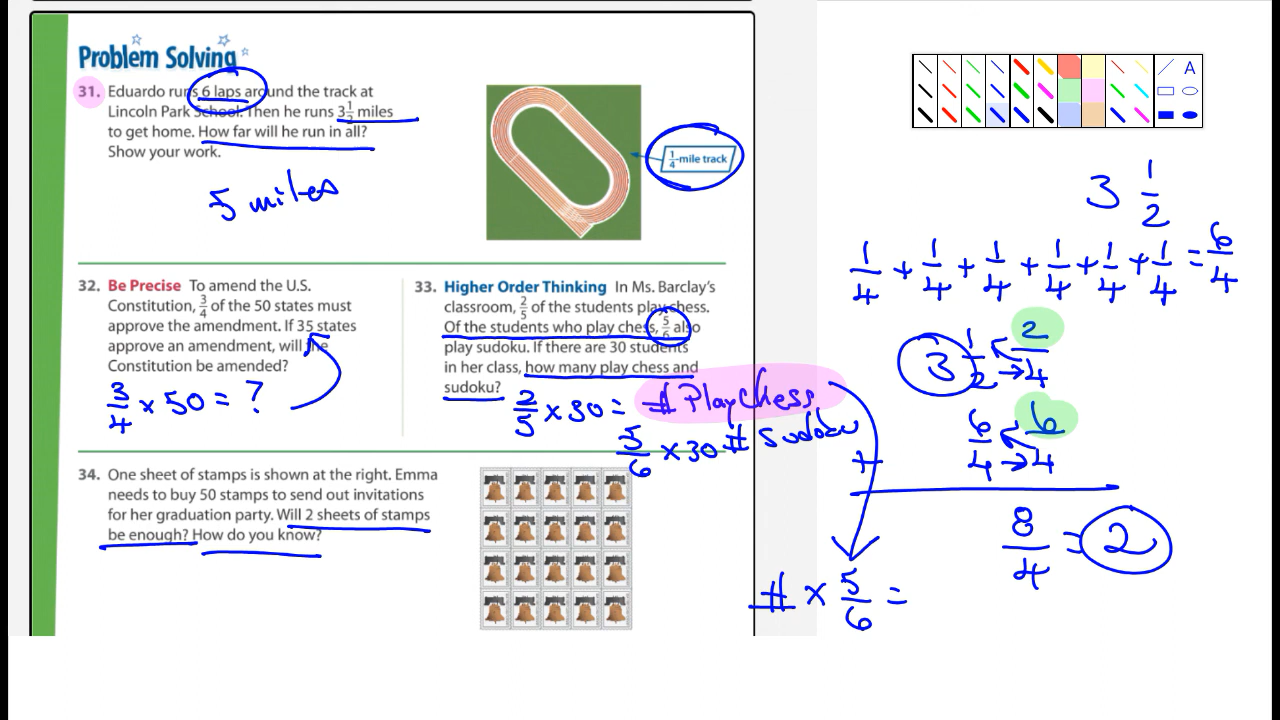 Problem Solving
31. Eduardo runs 6 laps around the track at
Lincoln Park School. Then he runs 3 1/2 miles
to get home. How far will he run in all?
Show your work.
1/4-mile track
5 miles
32. Be Precise To amend the U.S.
Constitution, 3/4 of the 50 states must
approve the amendment. If 35 states
approve an amendment, will the
Constitution be amended?
3/4 × 50 = ?
33. Higher Order Thinking In Ms. Barclay's
classroom, 2/5 of the students play chess.
Of the students who play chess, 5/6 also
play sudoku. If there are 30 students
in her class, how many play chess and
sudoku?
2/5 × 30 = # Play Chess
5/6 × 30 # Sudoku
34. One sheet of stamps is shown at the right. Emma
needs to buy 50 stamps to send out invitations
for her graduation party. Will 2 sheets of stamps
be enough? How do you know?
# × 5/6 =
A
3 1/2
1/4 + 1/4 + 1/4 + 1/4 + 1/4 + 1/4 = 6/4
3 1/2 → 2/4
+ 6/4 → 6/4
8/4 = 2